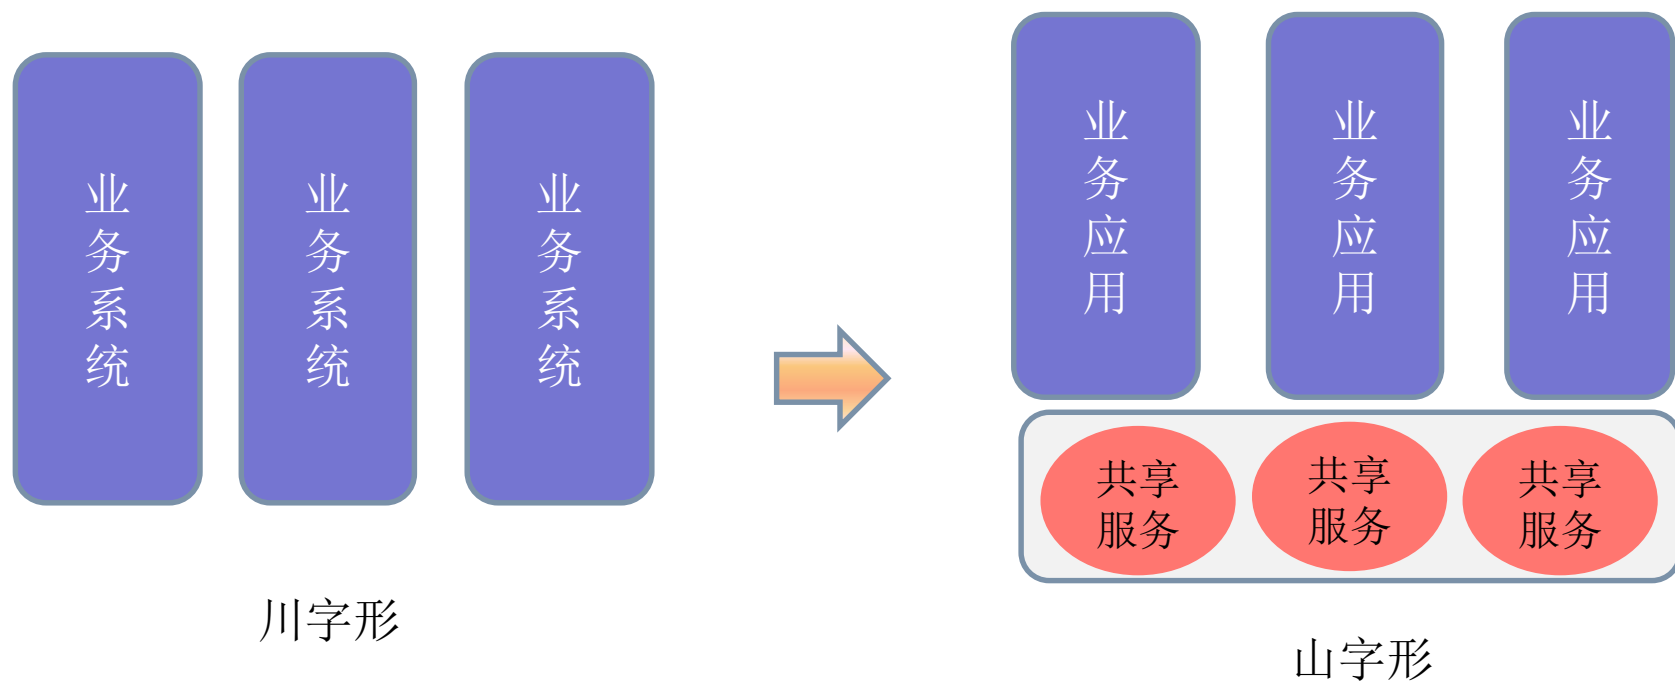 业务系统
业务系统
业务系统
川字形
业务应用
业务应用
业务应用
共享
服务
共享
服务
共享
服务
山字形